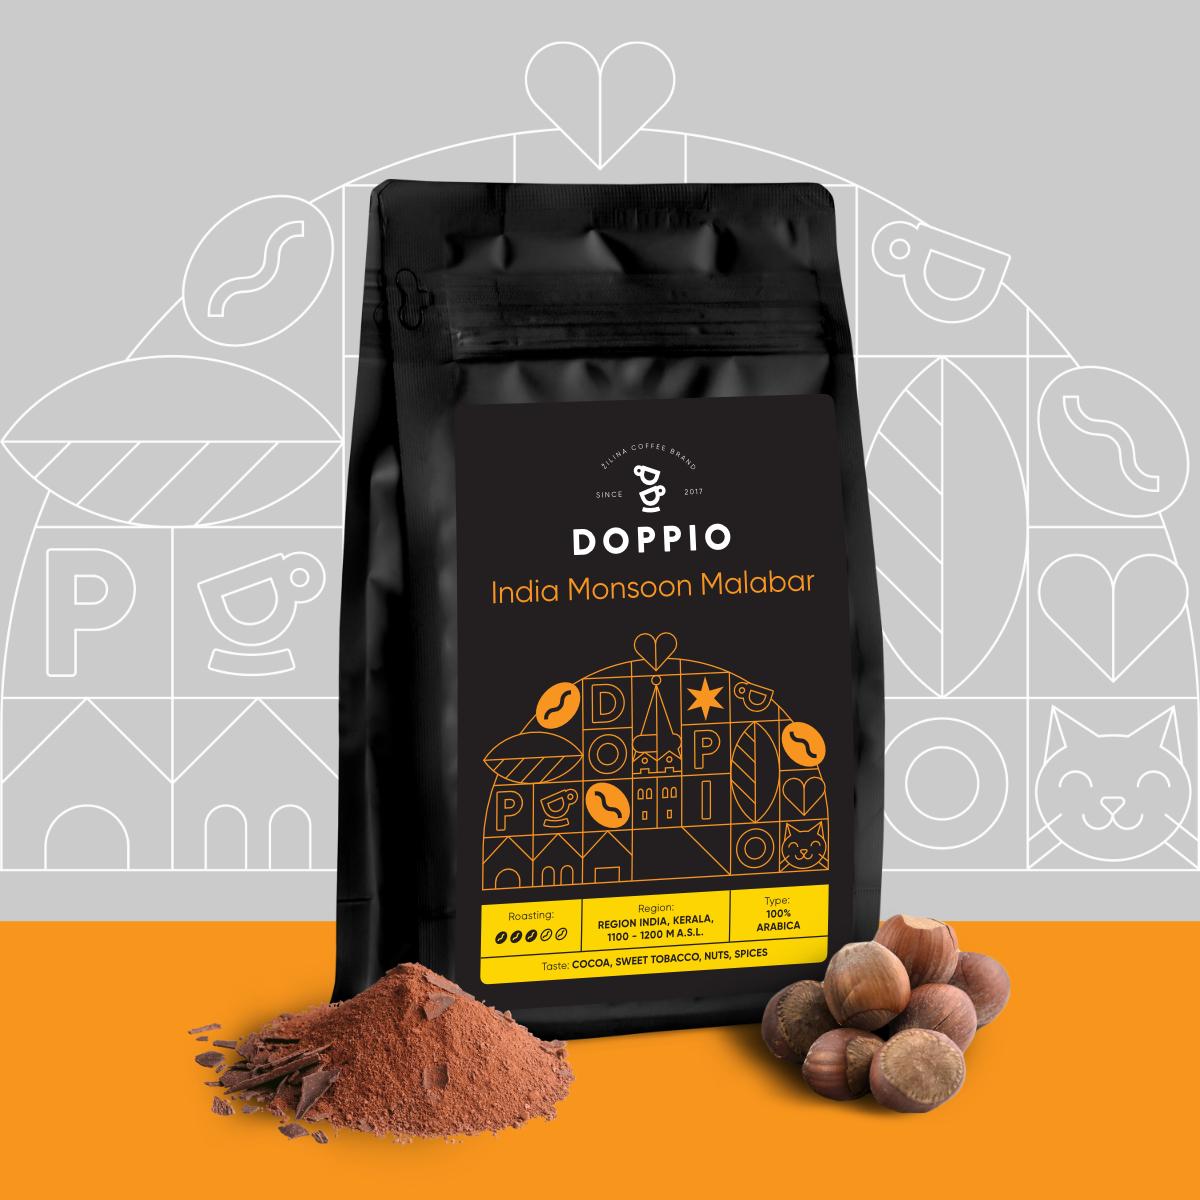 ŽILINA COFFEE BRAND
SINCE 2017
DOPPIO
India Monsoon Malabar
D
O
P
P
I
O
Roasting:
Region:
REGION INDIA, KERALA,
1100 - 1200 M A.S.L.
Type:
100%
ARABICA
Taste: COCOA, SWEET TOBACCO, NUTS, SPICES
P
O